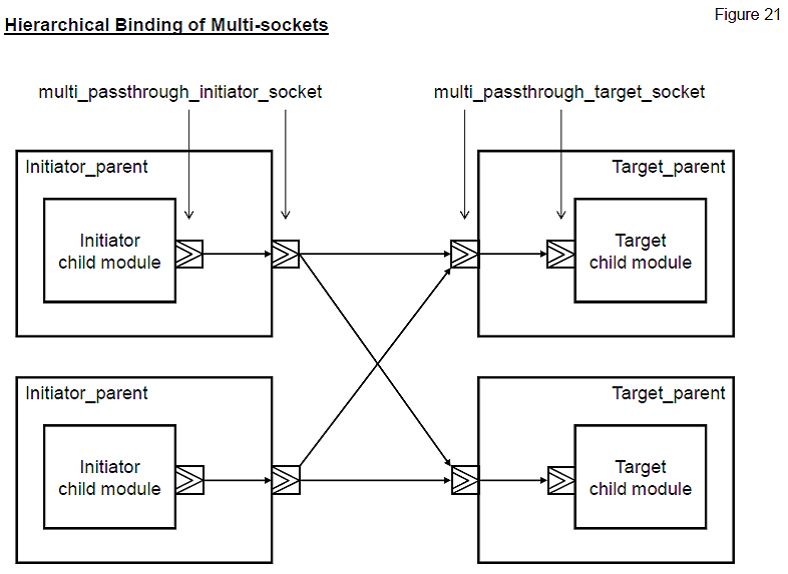 Figure 21
Hierarchical Binding of Multi-sockets
multi_passthrough_initiator_socket
multi_passthrough_target_socket
Initiator_parent
Target_parent
Initiator
child module
Target
child module
Initiator_parent
Target_parent
Initiator
child module
Target
child module